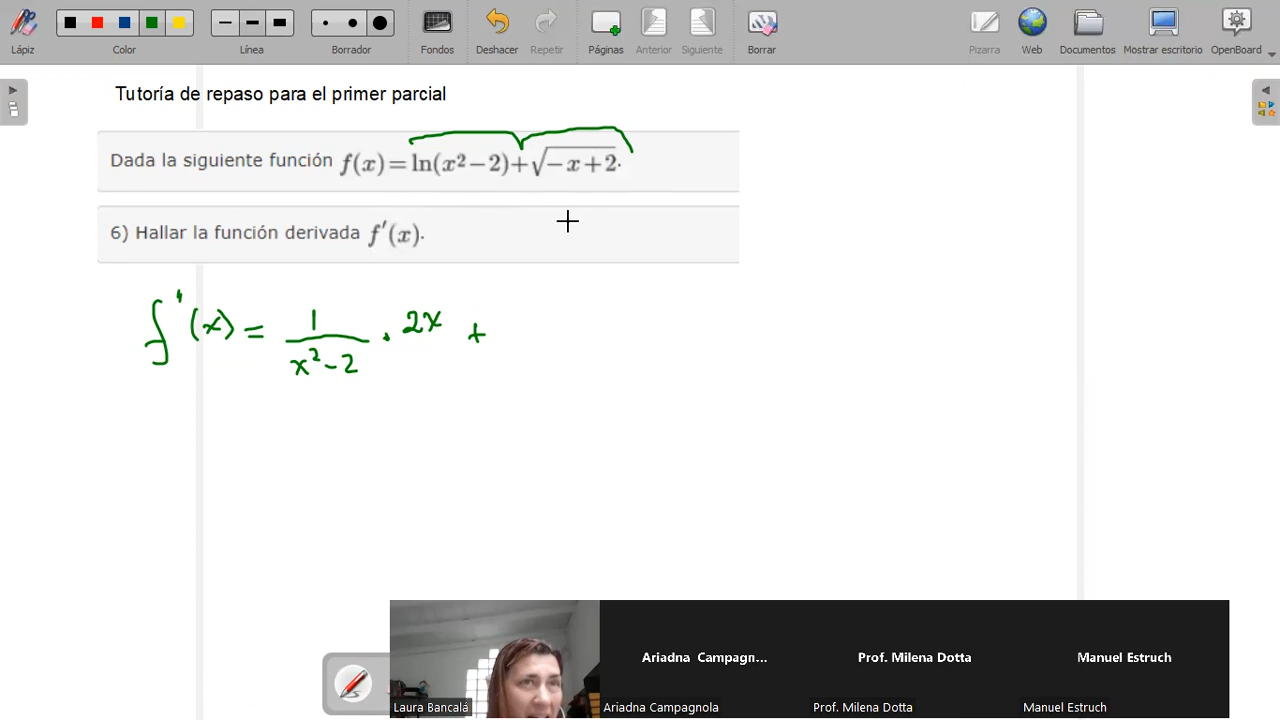 Lápiz Color Línea Borrador Fondos Deshacer Repetir Páginas Anterior Siguiente Borrar Pizarra Web Documentos Mostrar escritorio OpenBoard
Tutoría de repaso para el primer parcial
Dada la siguiente función f(x)=ln(x²−2)+√−x+2.
6) Hallar la función derivada f′(x).
f'(x) = 1/(x²-2) · 2x +
Ariadna Campagn... Prof. Milena Dotta Manuel Estruch
Laura Bancalá Ariadna Campagnola Prof. Milena Dotta Manuel Estruch